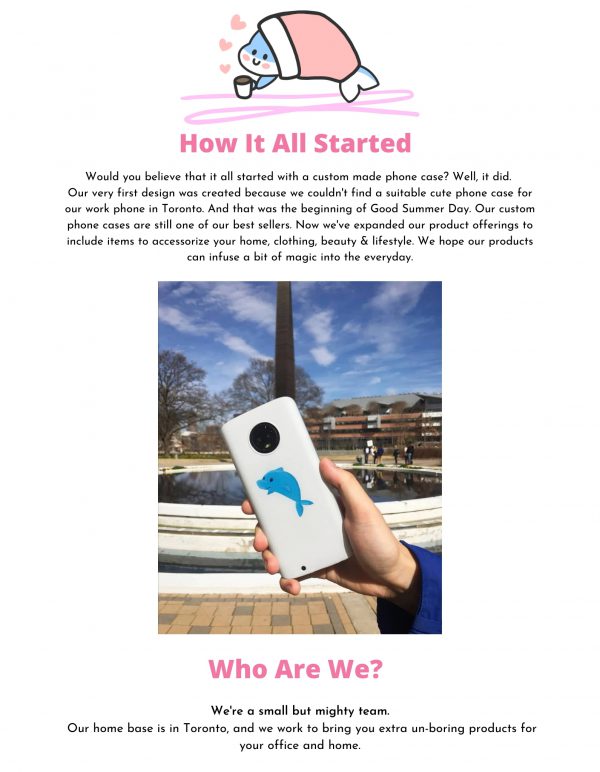 How It All Started
Would you believe that it all started with a custom made phone case? Well, it did.
Our very first design was created because we couldn't find a suitable cute phone case for
our work phone in Toronto. And that was the beginning of Good Summer Day. Our custom
phone cases are still one of our best sellers. Now we've expanded our product offerings to
include items to accessorize your home, clothing, beauty & lifestyle. We hope our products
can infuse a bit of magic into the everyday.
Who Are We?
We're a small but mighty team.
Our home base is in Toronto, and we work to bring you extra un-boring products for
your office and home.